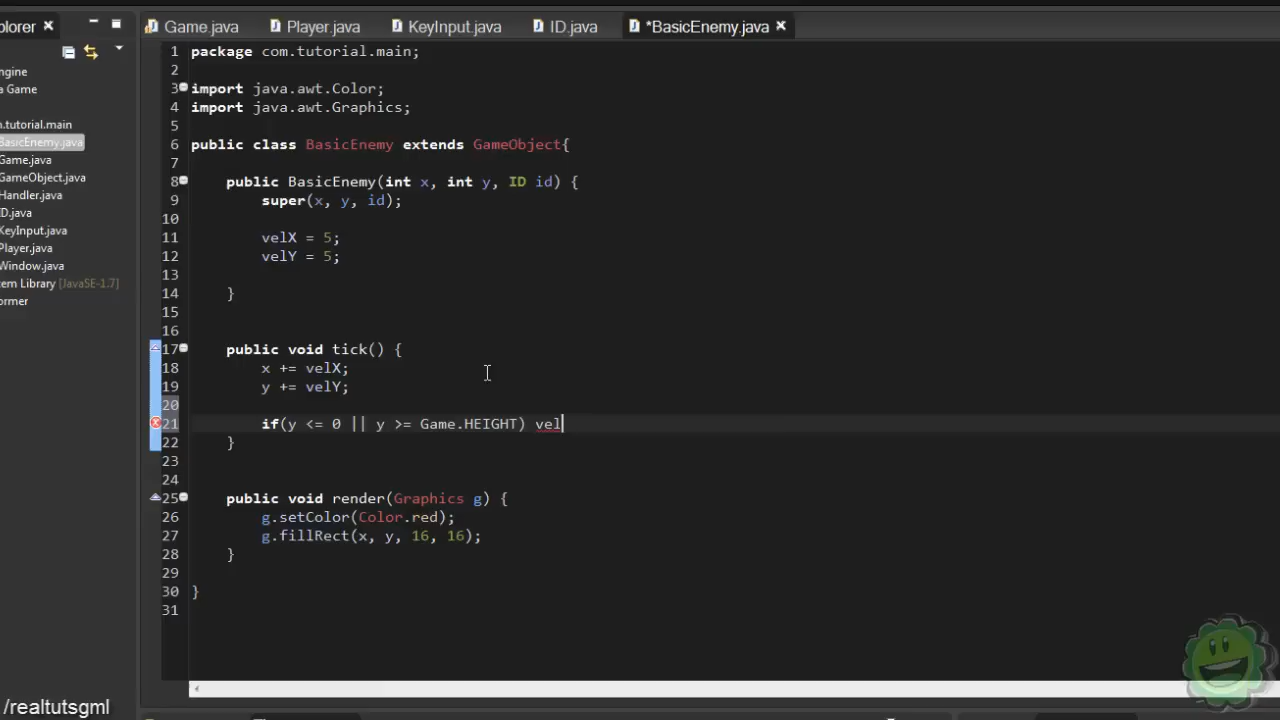 plorer
Game.java
Player.java
KeyInput.java
ID.java
*BasicEnemy.java
ngine
a Game
n.tutorial.main
BasicEnemy.java
Game.java
GameObject.java
Handler.java
D.java
KeyInput.java
Player.java
Window.java
tem Library [JavaSE-1.7]
ormer
1 package com.tutorial.main;
2
3 import java.awt.Color;
4 import java.awt.Graphics;
5
6 public class BasicEnemy extends GameObject{
7
8 public BasicEnemy(int x, int y, ID id) {
9 super(x, y, id);
10
11 velX = 5;
12 velY = 5;
13
14 }
15
16
17 public void tick() {
18 x += velX;
19 y += velY;
20
21 if(y <= 0 || y >= Game.HEIGHT) vel
22 }
23
24
25 public void render(Graphics g) {
26 g.setColor(Color.red);
27 g.fillRect(x, y, 16, 16);
28 }
29
30 }
31
/realtutsgml